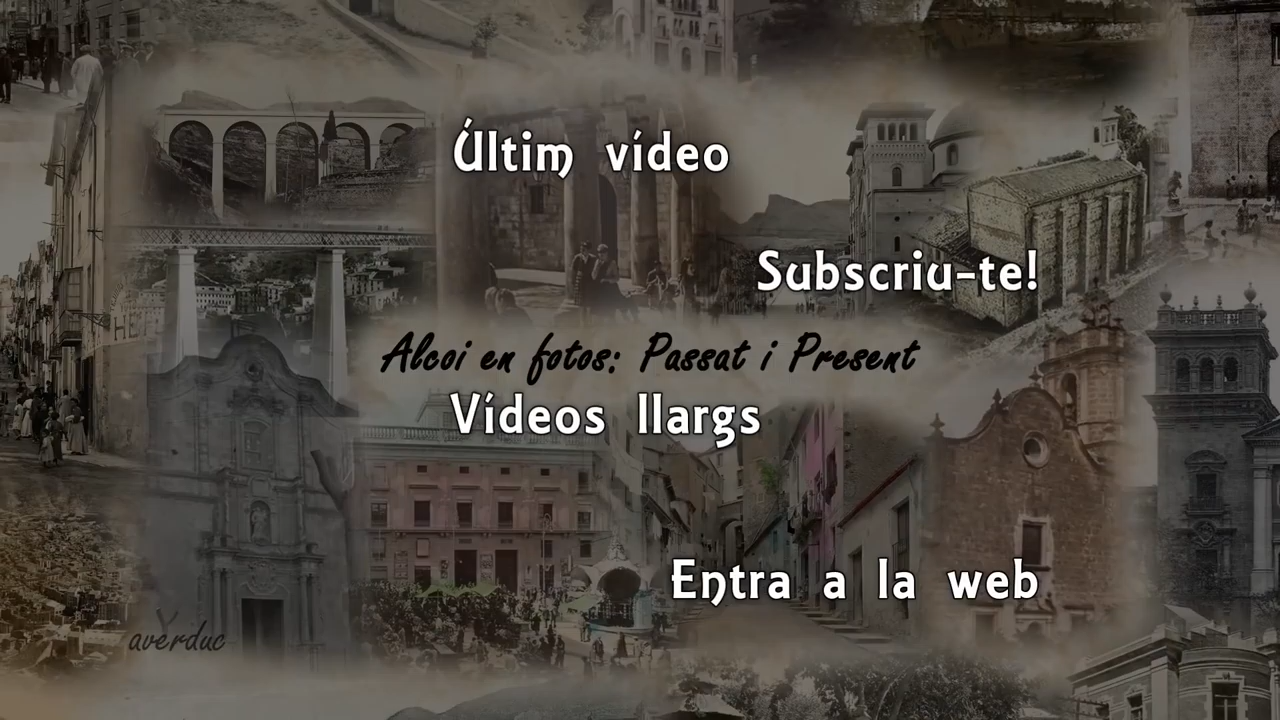 Últim vídeo
Subscriu-te!
Alcoi en fotos: Passat i Present
Vídeos llargs
Entra a la web
averduc